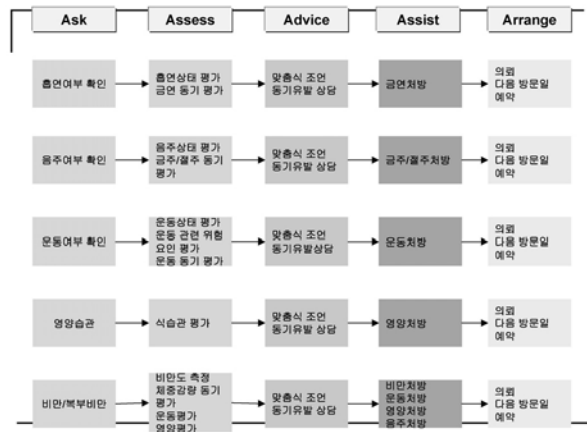 Ask
Assess
Advice
Assist
Arrange
흡연여부 확인
흡연상태 평가
금연 동기 평가
맞춤식 조언
동기유발 상담
금연처방
의뢰
다음 방문일
예약
음주여부 확인
음주상태 평가
금주/절주 동기
평가
맞춤식 조언
동기유발 상담
금주/절주처방
의뢰
다음 방문일
예약
운동여부 확인
운동상태 평가
운동 관련 위험
요인 평가
운동 동기 평가
맞춤식 조언
동기유발상담
운동처방
의뢰
다음 방문일
예약
영양습관
식습관 평가
맞춤식 조언
동기유발 상담
영양처방
의뢰
다음 방문일
예약
비만/복부비만
비만도 측정
체중감량 동기
평가
운동평가
영양평가
맞춤식 조언
동기유발 상담
비만처방
운동처방
영양처방
음주처방
의뢰
다음 방문일
예약